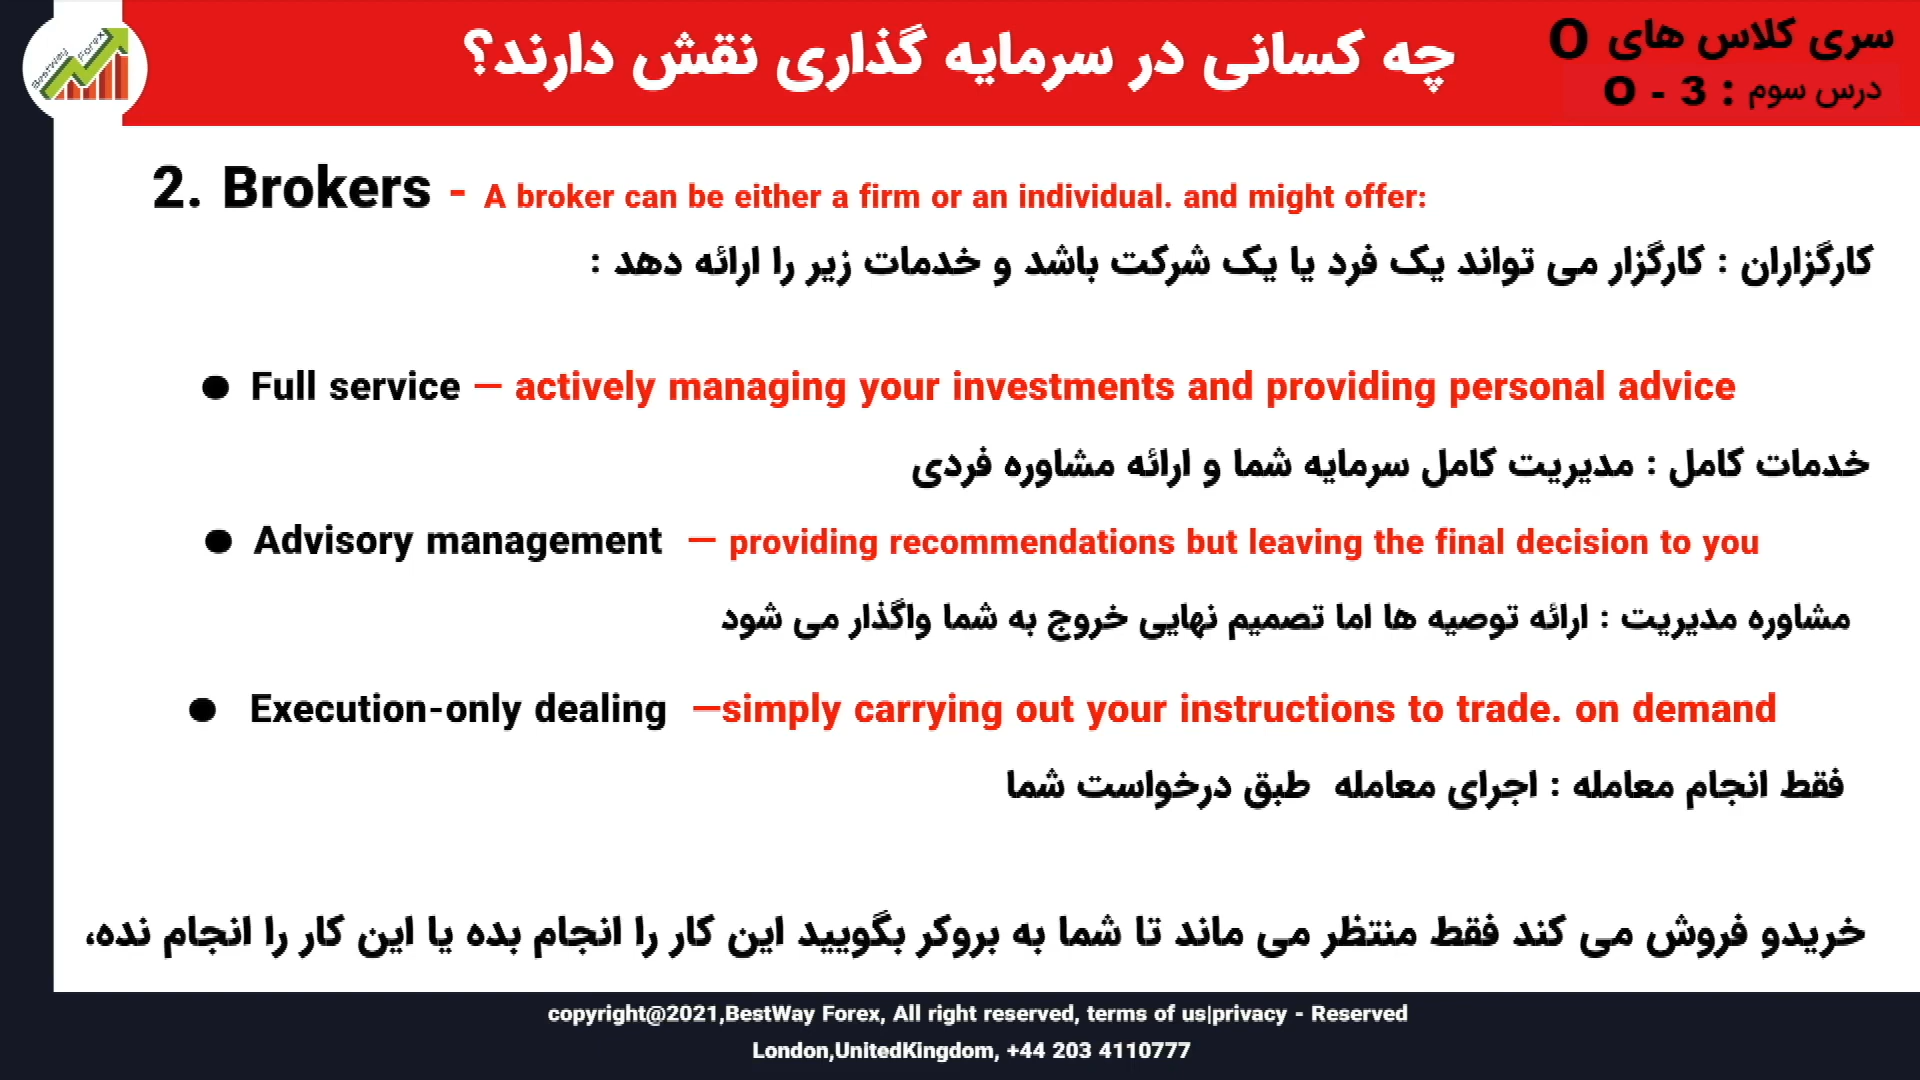 BestWay Forex
چه کسانی در سرمایه گذاری نقش دارند؟
سری کلاس های O
درس سوم : O - 3
2. Brokers - A broker can be either a firm or an individual. and might offer:
کارگزاران : کارگزار می تواند یک فرد یا یک شرکت باشد و خدمات زیر را ارائه دهد :
● Full service — actively managing your investments and providing personal advice
خدمات کامل : مدیریت کامل سرمایه شما و ارائه مشاوره فردی
● Advisory management — providing recommendations but leaving the final decision to you
مشاوره مدیریت : ارائه توصیه ها اما تصمیم نهایی خروج به شما واگذار می شود
● Execution-only dealing —simply carrying out your instructions to trade. on demand
فقط انجام معامله : اجرای معامله طبق درخواست شما
خریدو فروش می کند فقط منتظر می ماند تا شما به بروکر بگویید این کار را انجام بده یا این کار را انجام نده،
copyright@2021,BestWay Forex, All right reserved, terms of us|privacy - Reserved
London,UnitedKingdom, +44 203 4110777